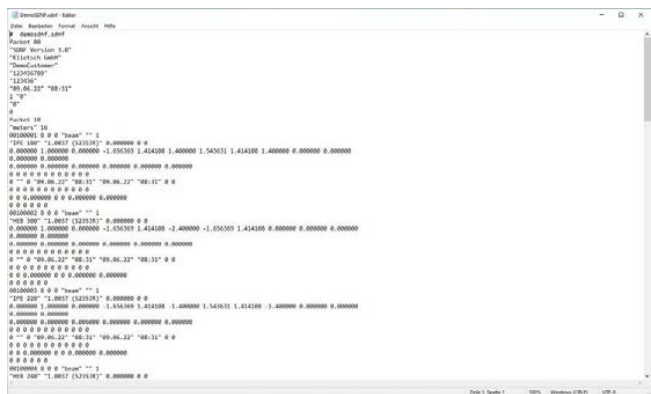 DemoSDNF.sdnf - Editor
Datei Bearbeiten Format Ansicht Hilfe
# demosdnf.sdnf
Packet 00
"SDNF Version 3.0"
"Klietsch GmbH"
"DemoCustomer"
"123456789"
"123456"
"09.06.22" "08:31"
1 "0"
"0"
0
Packet 10
"meters" 16
00100001 0 0 0 "beam" "" 1
"IPE 180" "1.0037 (S235JR)" 0.000000 0 0
0.000000 1.000000 0.000000 -1.656369 1.414108 1.400000 1.543631 1.414108 1.400000 0.000000 0.000000
0.000000 0.000000
0.000000 0.000000 0.000000 0.000000 0.000000 0.000000
0 0 0 0 0 0 0 0 0 0 0 0
0 "" 0 "09.06.22" "08:31" "09.06.22" "08:31" 0 0
0 0 0 0 0 0 0 0 0 0 0
0 0 0.000000 0 0 0.000000 0.000000
0 0 0 0 0 0
00100002 0 0 0 "beam" "" 1
"HEB 300" "1.0037 (S235JR)" 0.000000 0 0
0.000000 1.000000 0.000000 -1.656369 1.414108 -2.400000 -1.656369 1.414108 0.000000 0.000000 0.000000
0.000000 0.000000
0.000000 0.000000 0.000000 0.000000 0.000000 0.000000
0 0 0 0 0 0 0 0 0 0 0 0
0 "" 0 "09.06.22" "08:31" "09.06.22" "08:31" 0 0
0 0 0 0 0 0 0 0 0 0 0
0 0 0.000000 0 0 0.000000 0.000000
0 0 0 0 0 0
00100003 0 0 0 "beam" "" 1
"IPE 220" "1.0037 (S235JR)" 0.000000 0 0
0.000000 1.000000 0.000000 -1.656369 1.414108 -1.400000 1.543631 1.414108 -1.400000 0.000000 0.000000
0.000000 0.000000
0.000000 0.000000 0.000000 0.000000 0.000000 0.000000
0 0 0 0 0 0 0 0 0 0 0 0
0 "" 0 "09.06.22" "08:31" "09.06.22" "08:31" 0 0
0 0 0 0 0 0 0 0 0 0 0
0 0 0.000000 0 0 0.000000 0.000000
0 0 0 0 0 0
00100004 0 0 0 "beam" "" 1
"HEB 260" "1.0037 (S235JR)" 0.000000 0 0
Zeile 1, Spalte 1 100% Windows (CRLF) UTF-8